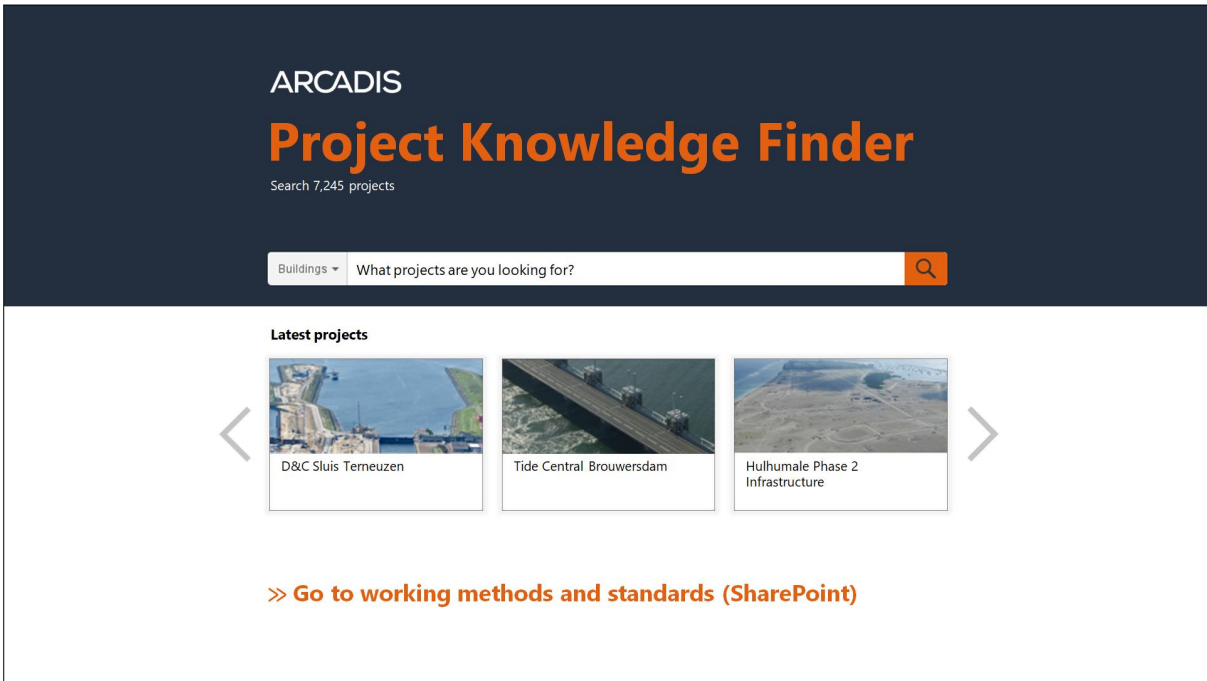 ARCADIS
Project Knowledge Finder
Search 7,245 projects
Buildings
What projects are you looking for?
Latest projects
D&C Sluis Terneuzen
Tide Central Brouwersdam
Hulhumale Phase 2
Infrastructure
>> Go to working methods and standards (SharePoint)